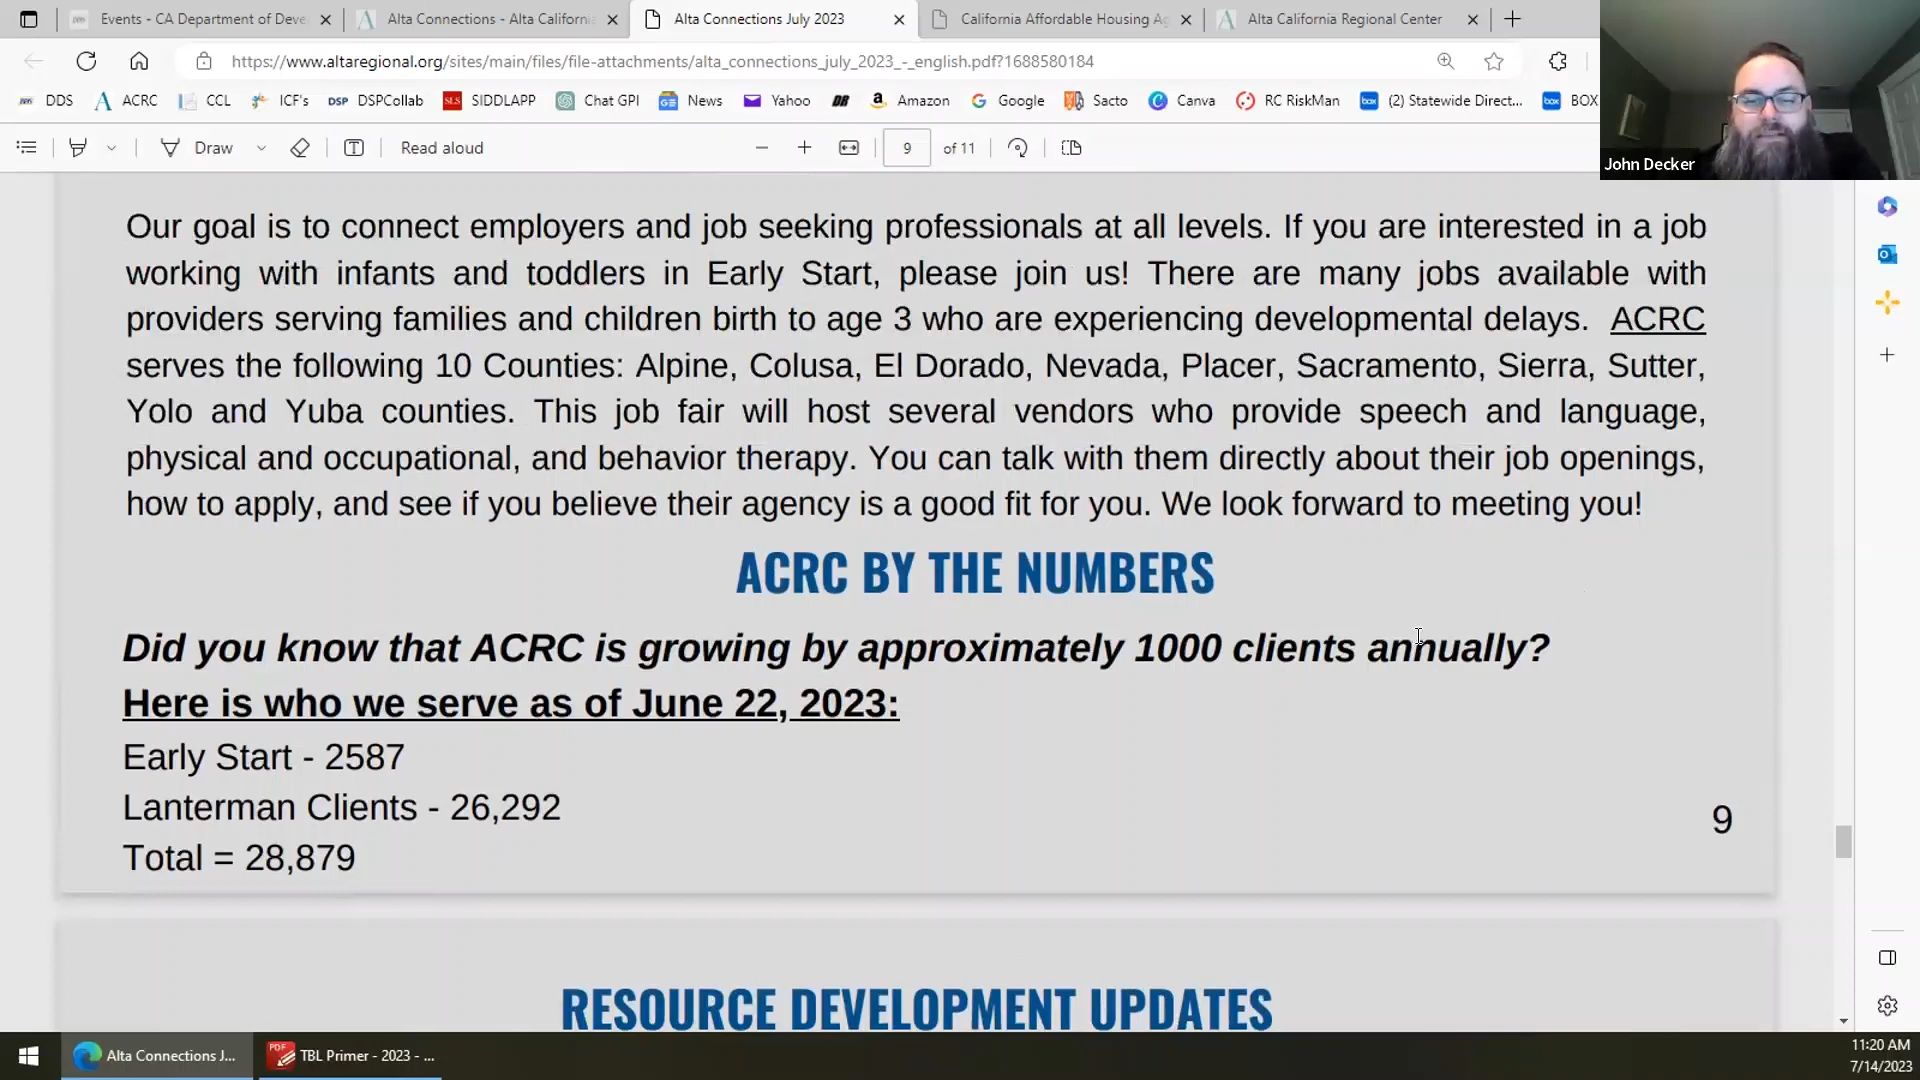 Events - CA Department of Deve
Alta Connections - Alta Californi
Alta Connections July 2023
California Affordable Housing Ag
Alta California Regional Center
https://www.altaregional.org/sites/main/files/file-attachments/alta_connections_july_2023_-_english.pdf?1688580184
DDS
ACRC
CCL
ICF's
DSP DSPCollab
SLS SIDDLAPP
Chat GPI
News
Yahoo
DR
Amazon
Google
Sacto
Canva
RC RiskMan
box (2) Statewide Direct...
box BOX
Draw
Read aloud
9 of 11
John Decker
Our goal is to connect employers and job seeking professionals at all levels. If you are interested in a job
working with infants and toddlers in Early Start, please join us! There are many jobs available with
providers serving families and children birth to age 3 who are experiencing developmental delays. ACRC
serves the following 10 Counties: Alpine, Colusa, El Dorado, Nevada, Placer, Sacramento, Sierra, Sutter,
Yolo and Yuba counties. This job fair will host several vendors who provide speech and language,
physical and occupational, and behavior therapy. You can talk with them directly about their job openings,
how to apply, and see if you believe their agency is a good fit for you. We look forward to meeting you!
ACRC BY THE NUMBERS
Did you know that ACRC is growing by approximately 1000 clients annually?
Here is who we serve as of June 22, 2023:
Early Start - 2587
Lanterman Clients - 26,292
Total = 28,879
9
RESOURCE DEVELOPMENT UPDATES
Alta Connections J...
PDF
TBL Primer - 2023 - ...
11:20 AM
7/14/2023